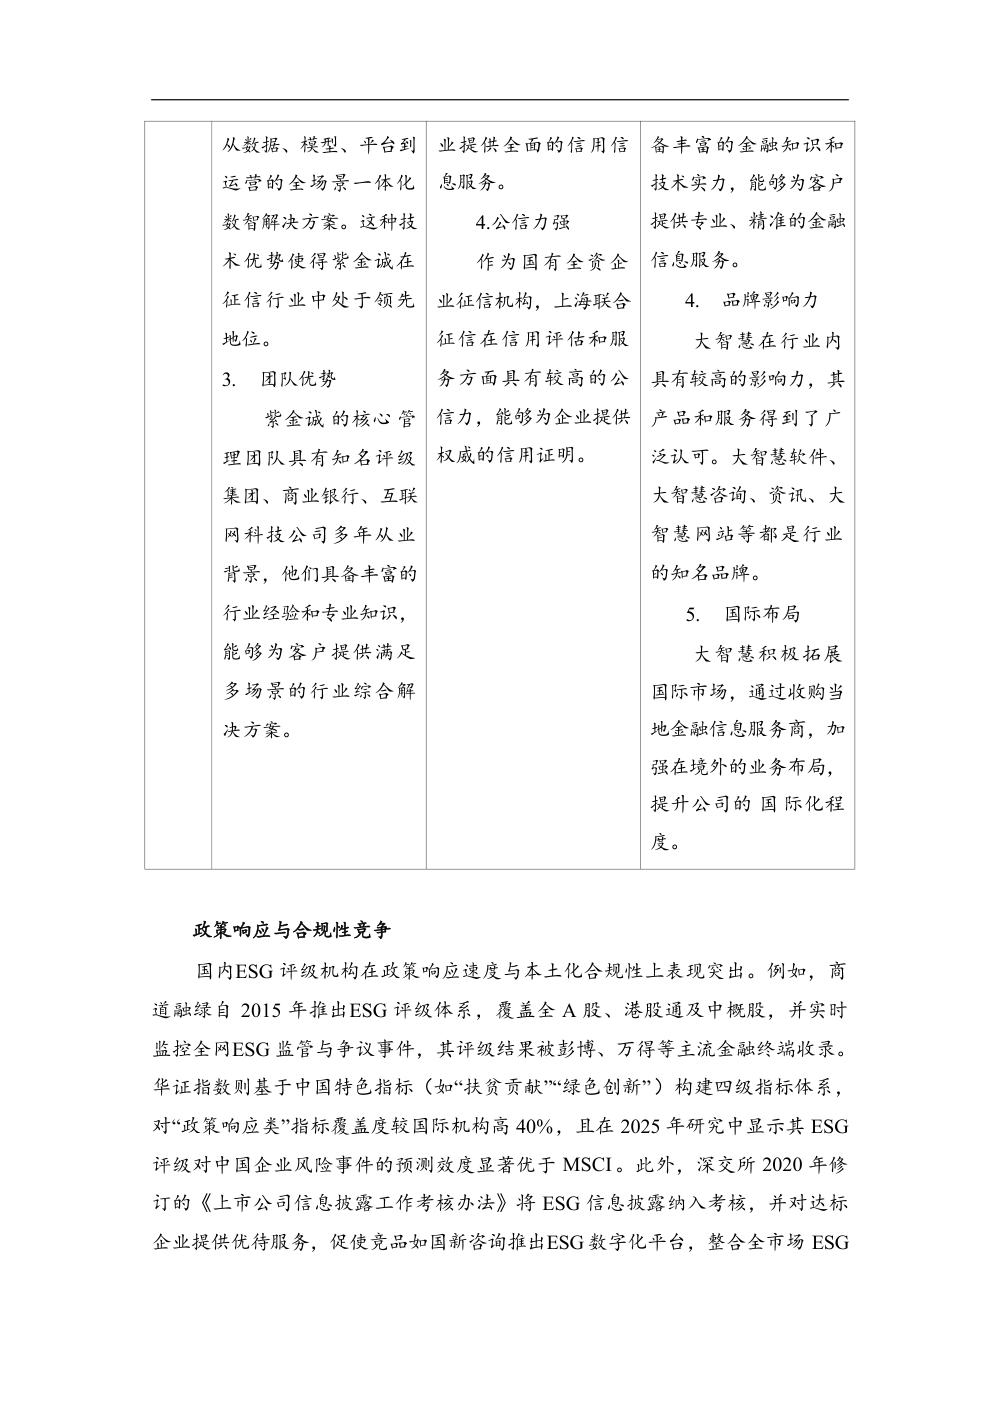 从数据、模型、平台到
运营的全场景一体化
数智解决方案。这种技
术优势使得紫金诚在
征信行业中处于领先
地位。
3. 团队优势
紫金诚 的核心 管
理团队具有知名评级
集团、商业银行、互联
网科技公司多年从业
背景，他们具备丰富的
行业经验和专业知识，
能够为客户提供满足
多场景的行业综合解
决方案。
业提供全面的信用信
息服务。
4.公信力强
作为国有全资企
业征信机构，上海联合
征信在信用评估和服
务方面具有较高的公
信力，能够为企业提供
权威的信用证明。
备丰富的金融知识和
技术实力，能够为客户
提供专业、精准的金融
信息服务。
4. 品牌影响力
大智慧在行业内
具有较高的影响力，其
产品和服务得到了广
泛认可。大智慧软件、
大智慧咨询、资讯、大
智慧网站等都是行业
的知名品牌。
5. 国际布局
大智慧积极拓展
国际市场，通过收购当
地金融信息服务商，加
强在境外的业务布局，
提升公司的 国 际化程
度。
政策响应与合规性竞争
国内ESG 评级机构在政策响应速度与本土化合规性上表现突出。例如，商
道融绿自 2015 年推出ESG 评级体系，覆盖全 A 股、港股通及中概股，并实时
监控全网ESG 监管与争议事件，其评级结果被彭博、万得等主流金融终端收录。
华证指数则基于中国特色指标（如“扶贫贡献”“绿色创新”）构建四级指标体系，
对“政策响应类”指标覆盖度较国际机构高 40%，且在 2025 年研究中显示其 ESG
评级对中国企业风险事件的预测效度显著优于 MSCI。此外，深交所 2020 年修
订的《上市公司信息披露工作考核办法》将 ESG 信息披露纳入考核，并对达标
企业提供优待服务，促使竞品如国新咨询推出ESG 数字化平台，整合全市场 ESG